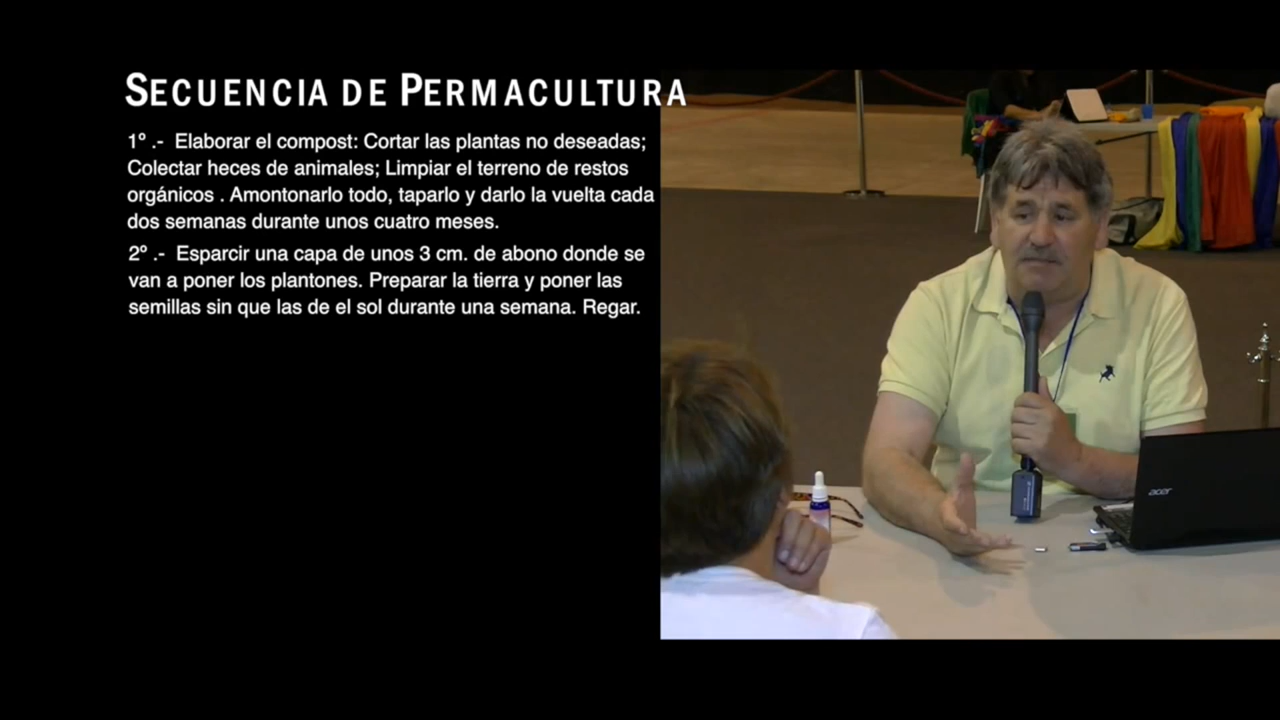 SECUENCIA DE PERMACULTURA
1º .- Elaborar el compost: Cortar las plantas no deseadas;
Colectar heces de animales; Limpiar el terreno de restos
orgánicos . Amontonarlo todo, taparlo y darlo la vuelta cada
dos semanas durante unos cuatro meses.
2º .- Esparcir una capa de unos 3 cm. de abono donde se
van a poner los plantones. Preparar la tierra y poner las
semillas sin que las de el sol durante una semana. Regar.
acer